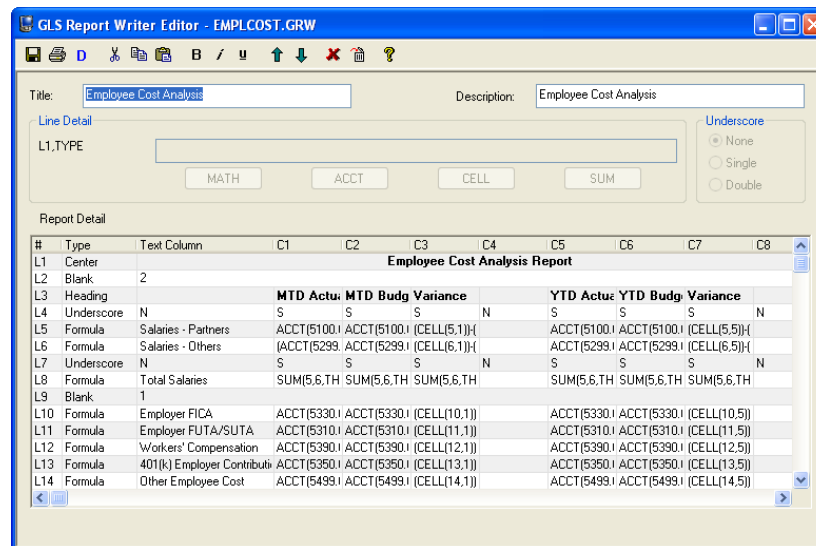 GLS Report Writer Editor - EMPLCOST.GRW
D B I U ?
Title: Employee Cost Analysis Description: Employee Cost Analysis
Line Detail Underscore
L1,TYPE None
Single
MATH ACCT CELL SUM Double
Report Detail
# Type Text Column C1 C2 C3 C4 C5 C6 C7 C8
L1 Center Employee Cost Analysis Report
L2 Blank 2
L3 Heading MTD Actua MTD Budg Variance YTD Actua YTD Budg Variance
L4 Underscore N S S S N S S S N
L5 Formula Salaries - Partners ACCT(5100. ACCT(5100. (CELL(5,1))-( ACCT(5100. ACCT(5100. (CELL(5,5))-(
L6 Formula Salaries - Others (ACCT(5299. ACCT(5299. (CELL(6,1))-( ACCT(5299. ACCT(5299. (CELL(6,5))-(
L7 Underscore N S S S N S S S N
L8 Formula Total Salaries SUM(5,6,TH SUM(5,6,TH SUM(5,6,TH SUM(5,6,TH SUM(5,6,TH SUM(5,6,TH
L9 Blank 1
L10 Formula Employer FICA ACCT(5330. ACCT(5330. (CELL(10,1)) ACCT(5330. ACCT(5330. (CELL(10,5))
L11 Formula Employer FUTA/SUTA ACCT(5310. ACCT(5310. (CELL(11,1)) ACCT(5310. ACCT(5310. (CELL(11,5))
L12 Formula Workers' Compensation ACCT(5390. ACCT(5390. (CELL(12,1)) ACCT(5390. ACCT(5390. (CELL(12,5))
L13 Formula 401(k) Employer Contributi ACCT(5350. ACCT(5350. (CELL(13,1)) ACCT(5350. ACCT(5350. (CELL(13,5))
L14 Formula Other Employee Cost ACCT(5499. ACCT(5499. (CELL(14,1)) ACCT(5499. ACCT(5499. (CELL(14,5))